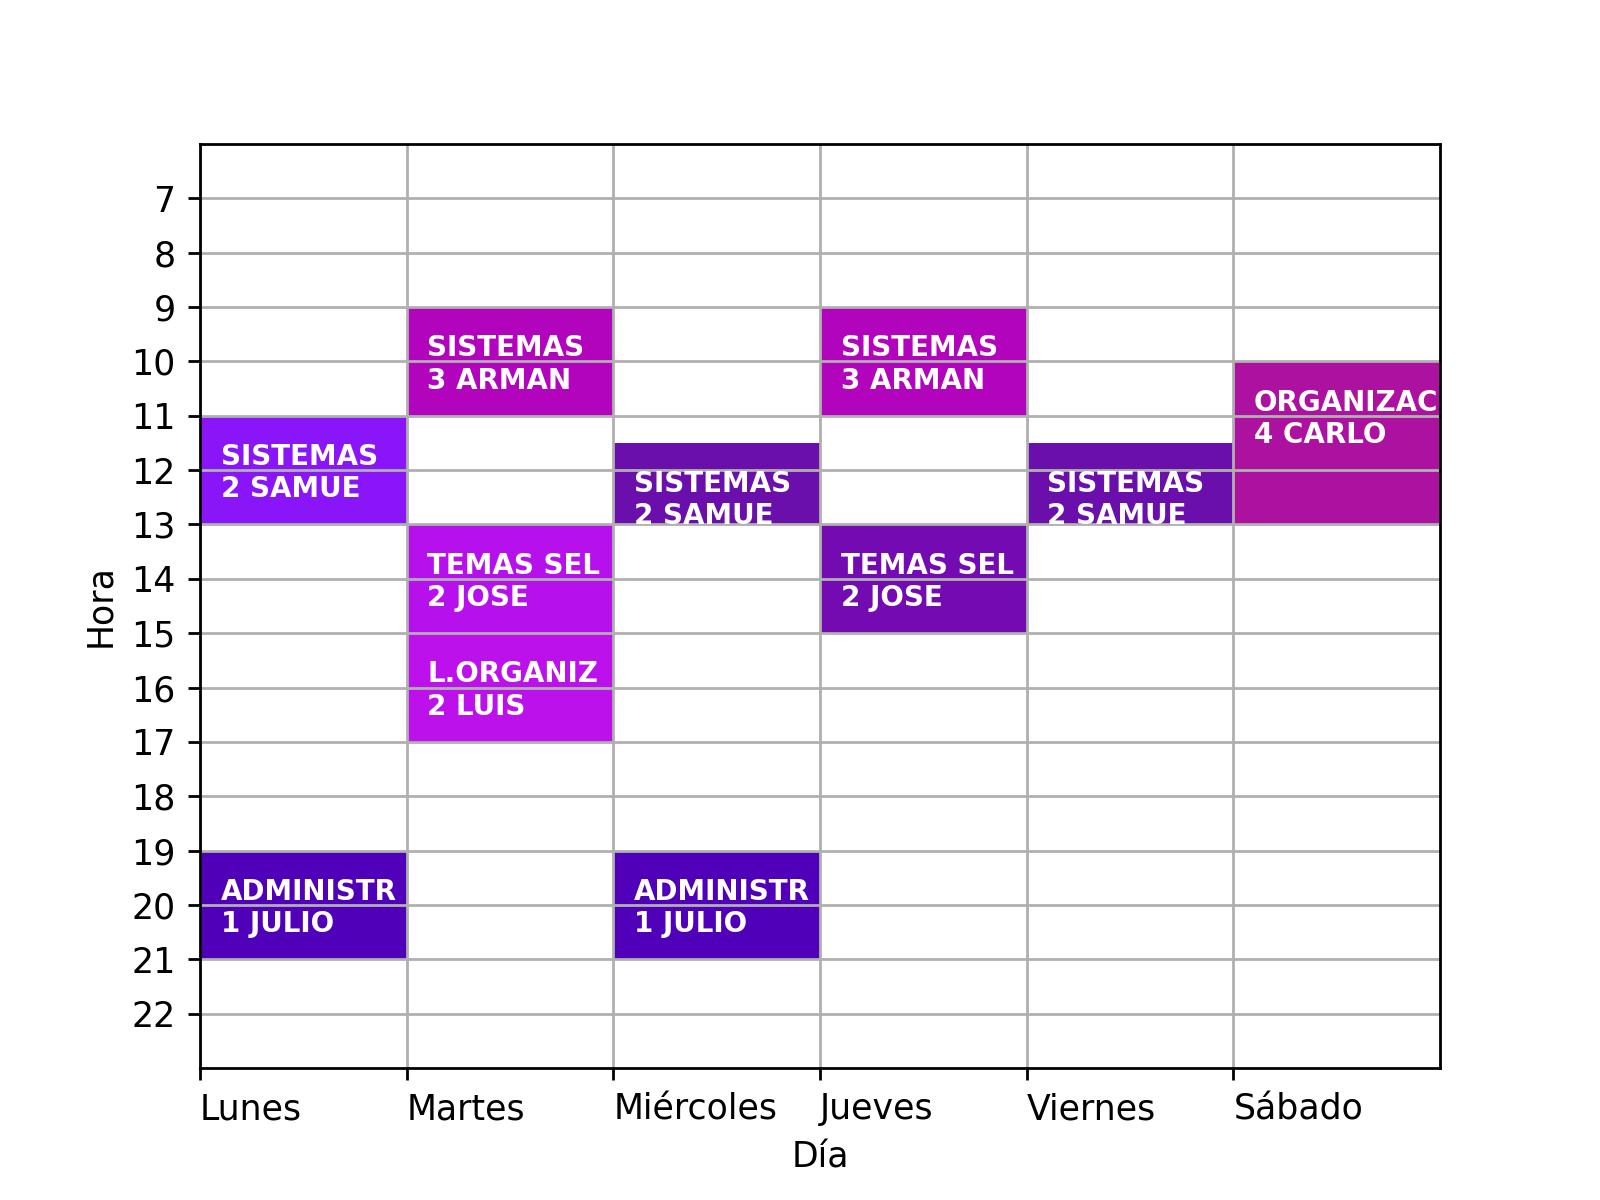 7
8
9
10
11
12
13
14
15
16
17
18
19
20
21
22
Hora
SISTEMAS
2 SAMUE
ADMINISTR
1 JULIO
SISTEMAS
3 ARMAN
TEMAS SEL
2 JOSE
L.ORGANIZ
2 LUIS
SISTEMAS
2 SAMUE
ADMINISTR
1 JULIO
SISTEMAS
3 ARMAN
TEMAS SEL
2 JOSE
SISTEMAS
2 SAMUE
ORGANIZAC
4 CARLO
Lunes
Martes
Miércoles
Jueves
Viernes
Sábado
Día